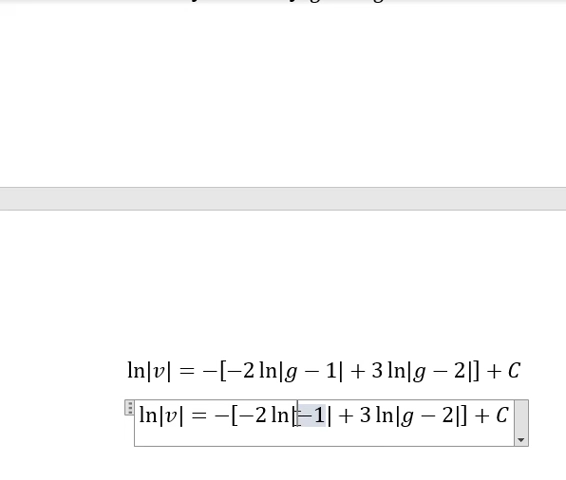 ln|v| = −[−2 ln|g − 1| + 3 ln|g − 2|] + C
ln|v| = −[−2 ln|−1| + 3 ln|g − 2|] + C